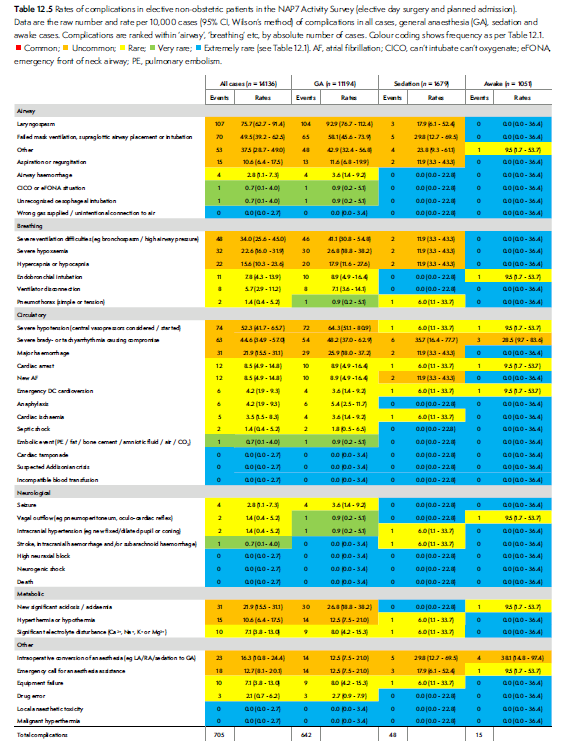 Table 12.5 Rates of complications in elective non-obstetric patients in the NAP7 Activity Survey (elective day surgery and planned admission).
Data are the raw number and rate per 10,000 cases (95% CI, Wilson's method) of complications in all cases, general anaesthesia (GA), sedation and
awake cases. Complications are ranked within 'airway', 'breathing' etc, by absolute number of cases. Colour coding shows frequency as per Table 12.1.
■ Common; ■ Uncommon; ■ Rare; ■ Very rare; ■ Extremely rare (see Table 12.1). AF, atrial fibrillation; CICO, can't intubate can't oxygenate; eFONA,
emergency front of neck airway; PE, pulmonary embolism.
All cases (n = 14136) GA (n = 11194) Sedation (n = 1679) Awake (n = 1051)
Events Rates Events Rates Events Rates Events Rates
Airway
Laryngospasm 107 75.7 (62.7 - 91.4) 104 92.9 (76.7 - 112.4) 3 17.9 (6.1 - 52.4) 0 0.0 (0.0 - 36.4)
Failed mask ventilation, supraglottic airway placement or intubation 70 49.5 (39.2 - 62.5) 65 58.1 (45.6 - 73.9) 5 29.8 (12.7 - 69.5) 0 0.0 (0.0 - 36.4)
Other 53 37.5 (28.7 - 49.0) 48 42.9 (32.4 - 56.8) 4 23.8 (9.3 - 61.1) 1 9.5 (1.7 - 53.7)
Aspiration or regurgitation 15 10.6 (6.4 - 17.5) 13 11.6 (6.8 - 19.9) 2 11.9 (3.3 - 43.3) 0 0.0 (0.0 - 36.4)
Airway haemorrhage 4 2.8 (1.1 - 7.3) 4 3.6 (1.4 - 9.2) 0 0.0 (0.0 - 22.8) 0 0.0 (0.0 - 36.4)
CICO or eFONA situation 1 0.7 (0.1 - 4.0) 1 0.9 (0.2 - 5.1) 0 0.0 (0.0 - 22.8) 0 0.0 (0.0 - 36.4)
Unrecognised oesophageal intubation 1 0.7 (0.1 - 4.0) 1 0.9 (0.2 - 5.1) 0 0.0 (0.0 - 22.8) 0 0.0 (0.0 - 36.4)
Wrong gas supplied / unintentional connection to air 0 0.0 (0.0 - 2.7) 0 0.0 (0.0 - 3.4) 0 0.0 (0.0 - 22.8) 0 0.0 (0.0 - 36.4)
Breathing
Severe ventilation difficulties (eg bronchospasm / high airway pressure) 48 34.0 (25.6 - 45.0) 46 41.1 (30.8 - 54.8) 2 11.9 (3.3 - 43.3) 0 0.0 (0.0 - 36.4)
Severe hypoxaemia 32 22.6 (16.0 - 31.9) 30 26.8 (18.8 - 38.2) 2 11.9 (3.3 - 43.3) 0 0.0 (0.0 - 36.4)
Hypercapnia or hypocapnia 22 15.6 (10.3 - 23.6) 20 17.9 (11.6 - 27.6) 2 11.9 (3.3 - 43.3) 0 0.0 (0.0 - 36.4)
Endobronchial intubation 11 7.8 (4.3 - 13.9) 10 8.9 (4.9 - 16.4) 0 0.0 (0.0 - 22.8) 1 9.5 (1.7 - 53.7)
Ventilator disconnection 8 5.7 (2.9 - 11.2) 8 7.1 (3.6 - 14.1) 0 0.0 (0.0 - 22.8) 0 0.0 (0.0 - 36.4)
Pneumothorax (simple or tension) 2 1.4 (0.4 - 5.2) 1 0.9 (0.2 - 5.1) 1 6.0 (1.1 - 33.7) 0 0.0 (0.0 - 36.4)
Circulatory
Severe hypotension (central vasopressors considered / started) 74 52.3 (41.7 - 65.7) 72 64.3 (51.1 - 80.9) 1 6.0 (1.1 - 33.7) 1 9.5 (1.7 - 53.7)
Severe brady- or tachyarrhythmia causing compromise 63 44.6 (34.9 - 57.0) 54 48.2 (37.0 - 62.9) 6 35.7 (16.4 - 77.7) 3 28.5 (9.7 - 83.6)
Major haemorrhage 31 21.9 (15.5 - 31.1) 29 25.9 (18.0 - 37.2) 2 11.9 (3.3 - 43.3) 0 0.0 (0.0 - 36.4)
Cardiac arrest 12 8.5 (4.9 - 14.8) 10 8.9 (4.9 - 16.4) 1 6.0 (1.1 - 33.7) 1 9.5 (1.7 - 53.7)
New AF 12 8.5 (4.9 - 14.8) 10 8.9 (4.9 - 16.4) 2 11.9 (3.3 - 43.3) 0 0.0 (0.0 - 36.4)
Emergency DC cardioversion 6 4.2 (1.9 - 9.3) 4 3.6 (1.4 - 9.2) 1 6.0 (1.1 - 33.7) 1 9.5 (1.7 - 53.7)
Anaphylaxis 6 4.2 (1.9 - 9.3) 6 5.4 (2.5 - 11.7) 0 0.0 (0.0 - 22.8) 0 0.0 (0.0 - 36.4)
Cardiac ischaemia 5 3.5 (1.5 - 8.3) 4 3.6 (1.4 - 9.2) 1 6.0 (1.1 - 33.7) 0 0.0 (0.0 - 36.4)
Septic shock 2 1.4 (0.4 - 5.2) 2 1.8 (0.5 - 6.5) 0 0.0 (0.0 - 22.8) 0 0.0 (0.0 - 36.4)
Embolic event (PE / fat / bone cement / amniotic fluid / air / CO₂) 1 0.7 (0.1 - 4.0) 1 0.9 (0.2 - 5.1) 0 0.0 (0.0 - 22.8) 0 0.0 (0.0 - 36.4)
Cardiac tamponade 0 0.0 (0.0 - 2.7) 0 0.0 (0.0 - 3.4) 0 0.0 (0.0 - 22.8) 0 0.0 (0.0 - 36.4)
Suspected Addisonian crisis 0 0.0 (0.0 - 2.7) 0 0.0 (0.0 - 3.4) 0 0.0 (0.0 - 22.8) 0 0.0 (0.0 - 36.4)
Incompatible blood transfusion 0 0.0 (0.0 - 2.7) 0 0.0 (0.0 - 3.4) 0 0.0 (0.0 - 22.8) 0 0.0 (0.0 - 36.4)
Neurological
Seizure 4 2.8 (1.1 - 7.3) 4 3.6 (1.4 - 9.2) 0 0.0 (0.0 - 22.8) 0 0.0 (0.0 - 36.4)
Vagal outflow (eg pneumoperitoneum, oculo-cardiac reflex) 2 1.4 (0.4 - 5.2) 1 0.9 (0.2 - 5.1) 0 0.0 (0.0 - 22.8) 1 9.5 (1.7 - 53.7)
Intracranial hypertension (eg new fixed/dilated pupil or coning) 2 1.4 (0.4 - 5.2) 1 0.9 (0.2 - 5.1) 1 6.0 (1.1 - 33.7) 0 0.0 (0.0 - 36.4)
Stroke, intracranial haemorrhage and/or subarachnoid haemorrhage) 1 0.7 (0.1 - 4.0) 0 0.0 (0.0 - 3.4) 1 6.0 (1.1 - 33.7) 0 0.0 (0.0 - 36.4)
High neuraxial block 0 0.0 (0.0 - 2.7) 0 0.0 (0.0 - 3.4) 0 0.0 (0.0 - 22.8) 0 0.0 (0.0 - 36.4)
Neurogenic shock 0 0.0 (0.0 - 2.7) 0 0.0 (0.0 - 3.4) 0 0.0 (0.0 - 22.8) 0 0.0 (0.0 - 36.4)
Death 0 0.0 (0.0 - 2.7) 0 0.0 (0.0 - 3.4) 0 0.0 (0.0 - 22.8) 0 0.0 (0.0 - 36.4)
Metabolic
New significant acidosis / acidaemia 31 21.9 (15.5 - 31.1) 30 26.8 (18.8 - 38.2) 0 0.0 (0.0 - 22.8) 1 9.5 (1.7 - 53.7)
Hyperthermia or hypothermia 15 10.6 (6.4 - 17.5) 14 12.5 (7.5 - 21.0) 1 6.0 (1.1 - 33.7) 0 0.0 (0.0 - 36.4)
Significant electrolyte disturbance (Ca²⁺, Na⁺, K⁺ or Mg²⁺) 10 7.1 (3.8 - 13.0) 9 8.0 (4.2 - 15.3) 1 6.0 (1.1 - 33.7) 0 0.0 (0.0 - 36.4)
Other
Intraoperative conversion of anaesthesia (eg LA/RA/sedation to GA) 23 16.3 (10.8 - 24.4) 14 12.5 (7.5 - 21.0) 5 29.8 (12.7 - 69.5) 4 38.1 (14.8 - 97.4)
Emergency call for anaesthesia assistance 18 12.7 (8.1 - 20.1) 14 12.5 (7.5 - 21.0) 3 17.9 (6.1 - 52.4) 1 9.5 (1.7 - 53.7)
Equipment failure 10 7.1 (3.8 - 13.0) 9 8.0 (4.2 - 15.3) 1 6.0 (1.1 - 33.7) 0 0.0 (0.0 - 36.4)
Drug error 3 2.1 (0.7 - 6.2) 3 2.7 (0.9 - 7.9) 0 0.0 (0.0 - 22.8) 0 0.0 (0.0 - 36.4)
Local anaesthetic toxicity 0 0.0 (0.0 - 2.7) 0 0.0 (0.0 - 3.4) 0 0.0 (0.0 - 22.8) 0 0.0 (0.0 - 36.4)
Malignant hyperthermia 0 0.0 (0.0 - 2.7) 0 0.0 (0.0 - 3.4) 0 0.0 (0.0 - 22.8) 0 0.0 (0.0 - 36.4)
Total complications 705 642 48 15